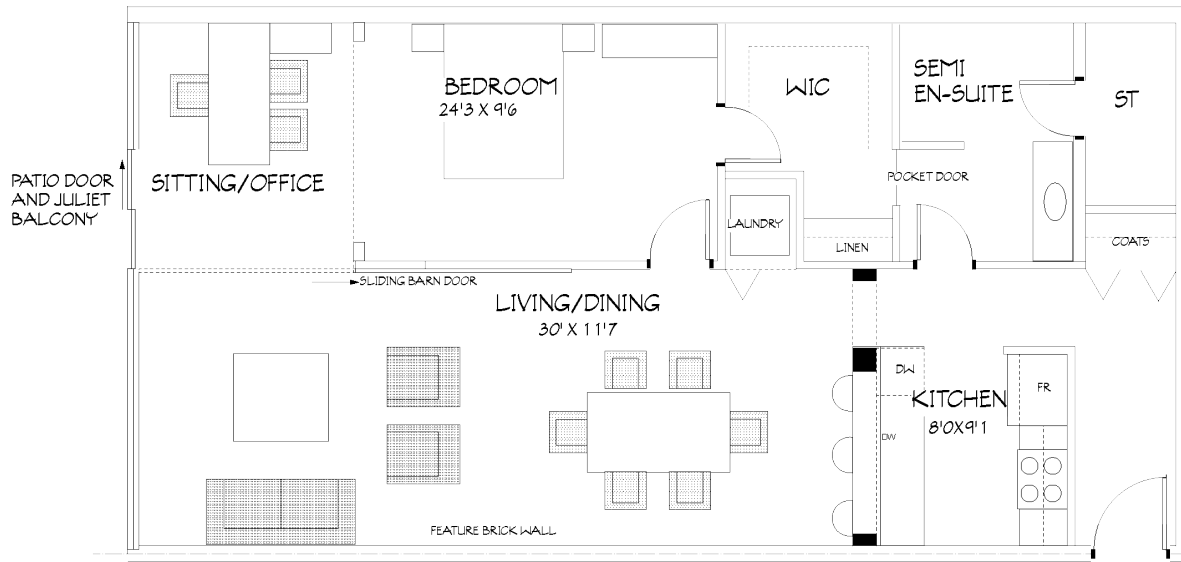 BEDROOM
24'3 X 9'6
WIC
SEMI
EN-SUITE
ST
PATIO DOOR
AND JULIET
BALCONY
SITTING/OFFICE
POCKET DOOR
LAUNDRY
LINEN
COATS
SLIDING BARN DOOR
LIVING/DINING
30' X 11'7
DW
FR
KITCHEN
8'0X9'1
DW
FEATURE BRICK WALL